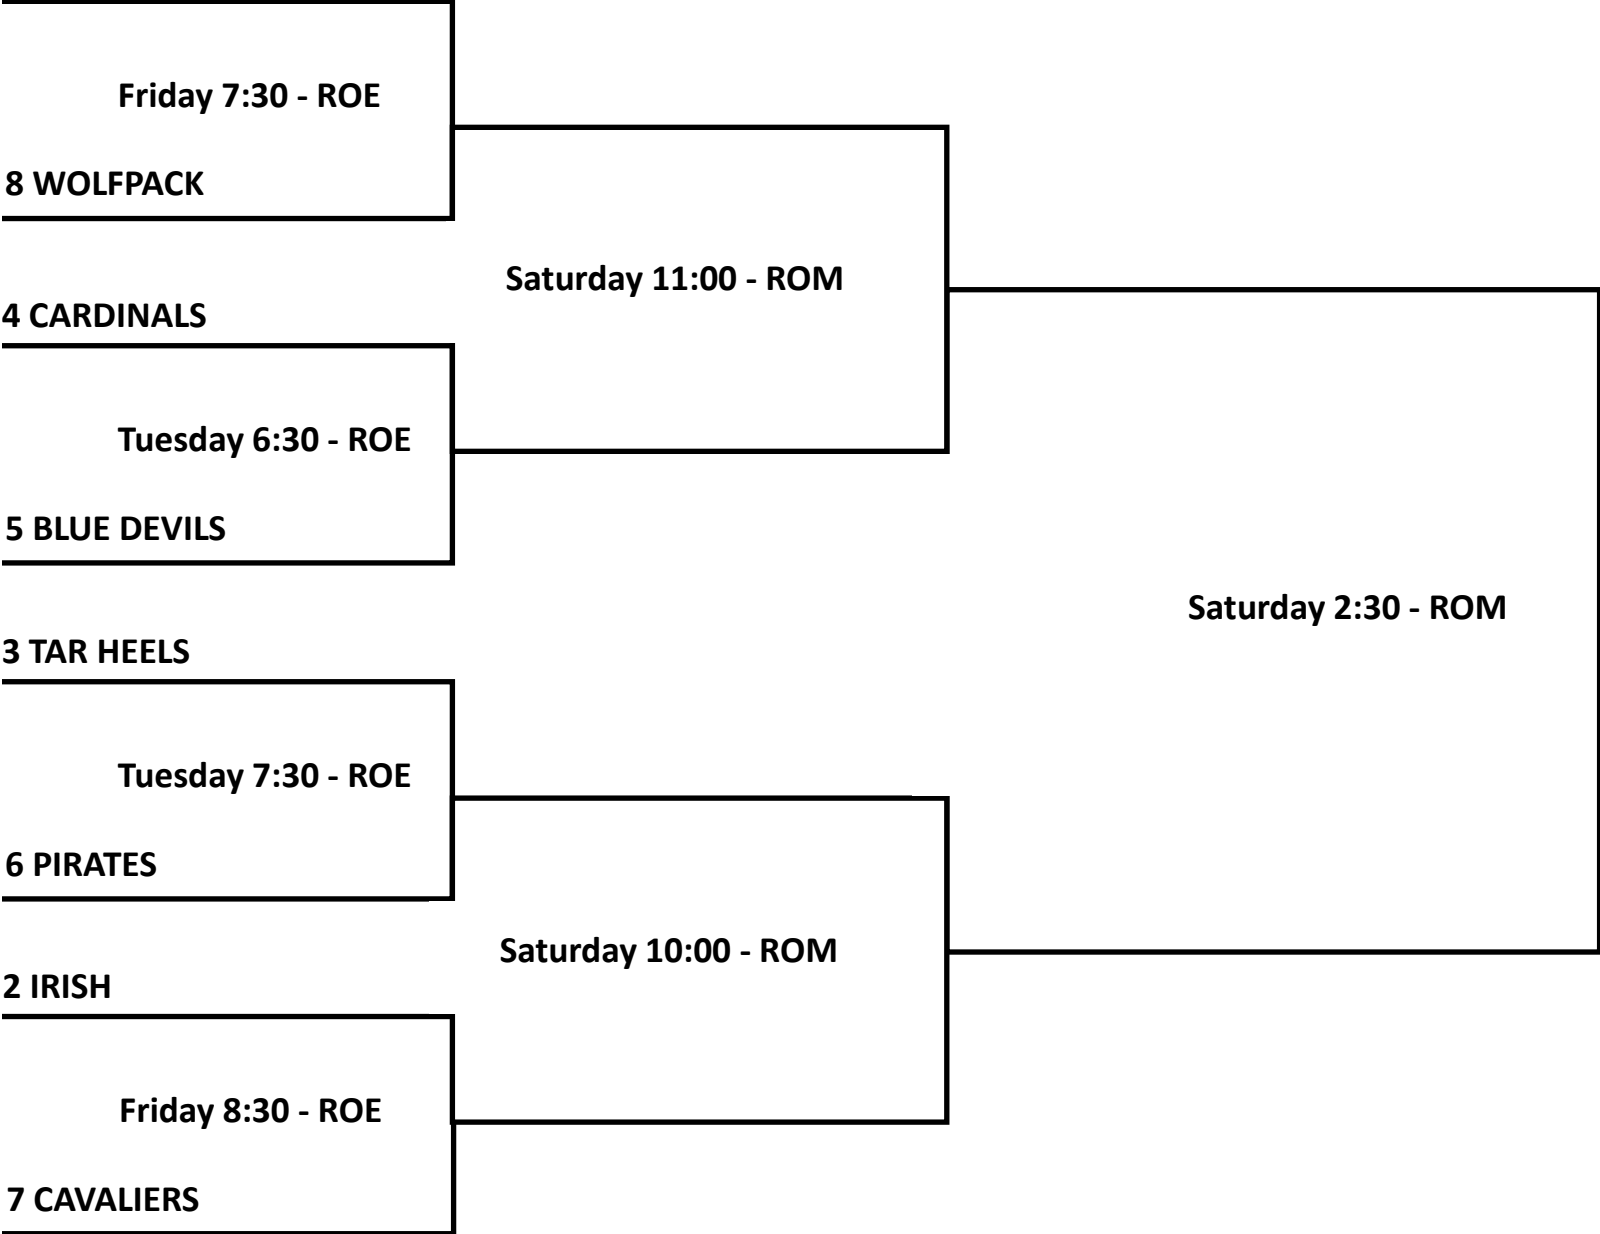 Friday 7:30 - ROE
8 WOLFPACK
Saturday 11:00 - ROM
4 CARDINALS
Tuesday 6:30 - ROE
5 BLUE DEVILS
Saturday 2:30 - ROM
3 TAR HEELS
Tuesday 7:30 - ROE
6 PIRATES
Saturday 10:00 - ROM
2 IRISH
Friday 8:30 - ROE
7 CAVALIERS